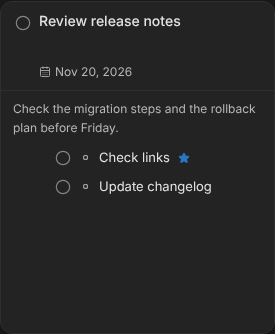 Review release notes
Nov 20, 2026
Check the migration steps and the rollback
plan before Friday.
Check links
Update changelog